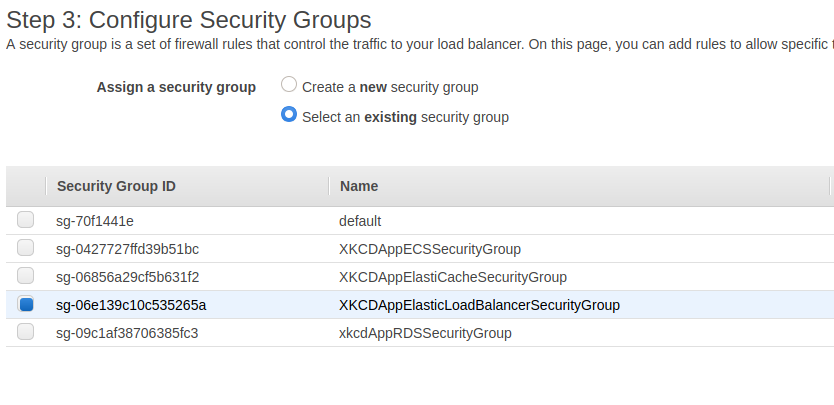 Step 3: Configure Security Groups
A security group is a set of firewall rules that control the traffic to your load balancer. On this page, you can add rules to allow specific
Assign a security group
Create a new security group
Select an existing security group
Security Group ID Name
sg-70f1441e default
sg-0427727ffd39b51bc XKCDAppECSSecurityGroup
sg-06856a29cf5b631f2 XKCDAppElastiCacheSecurityGroup
sg-06e139c10c535265a XKCDAppElasticLoadBalancerSecurityGroup
sg-09c1af38706385fc3 xkcdAppRDSSecurityGroup